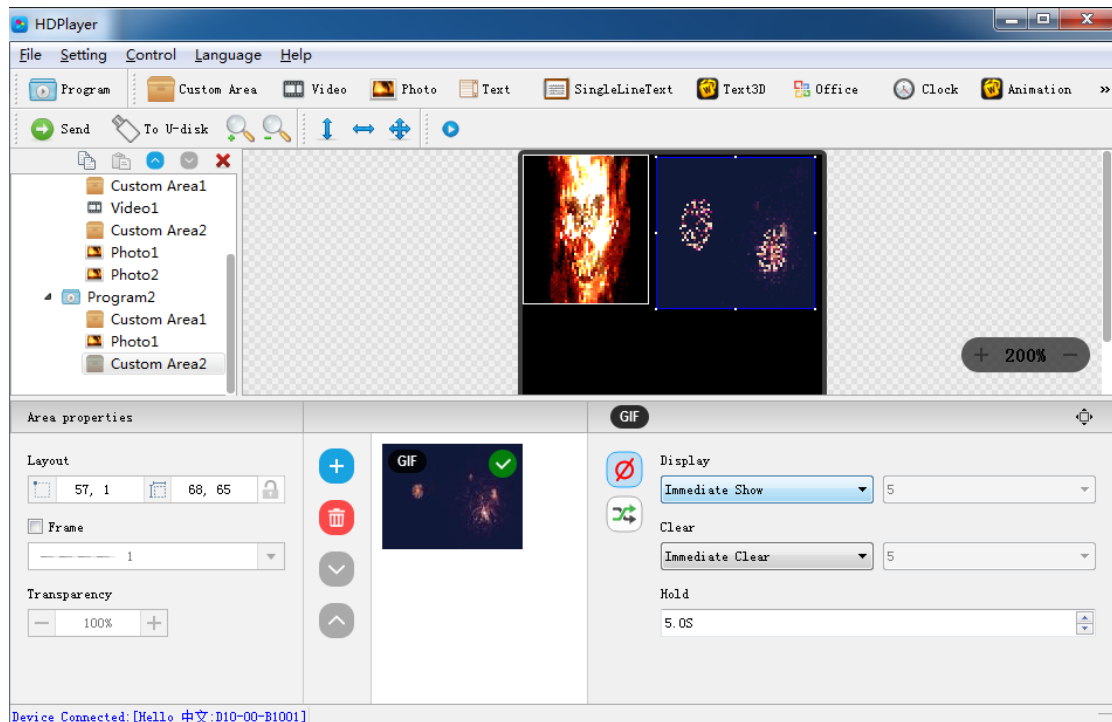 HDPlayer
File Setting Control Language Help
Program Custom Area Video Photo Text SingleLineText Text3D Office Clock Animation »
Send To U-disk
Custom Area1
Video1
Custom Area2
Photo1
Photo2
Program2
Custom Area1
Photo1
Custom Area2
+ 200% −
Area properties
GIF
Layout
57, 1 68, 65
Frame
1
Transparency
100%
GIF
Display
Immediate Show 5
Clear
Immediate Clear 5
Hold
5.0S
Device Connected:[Hello 中文:D10-00-B1001]